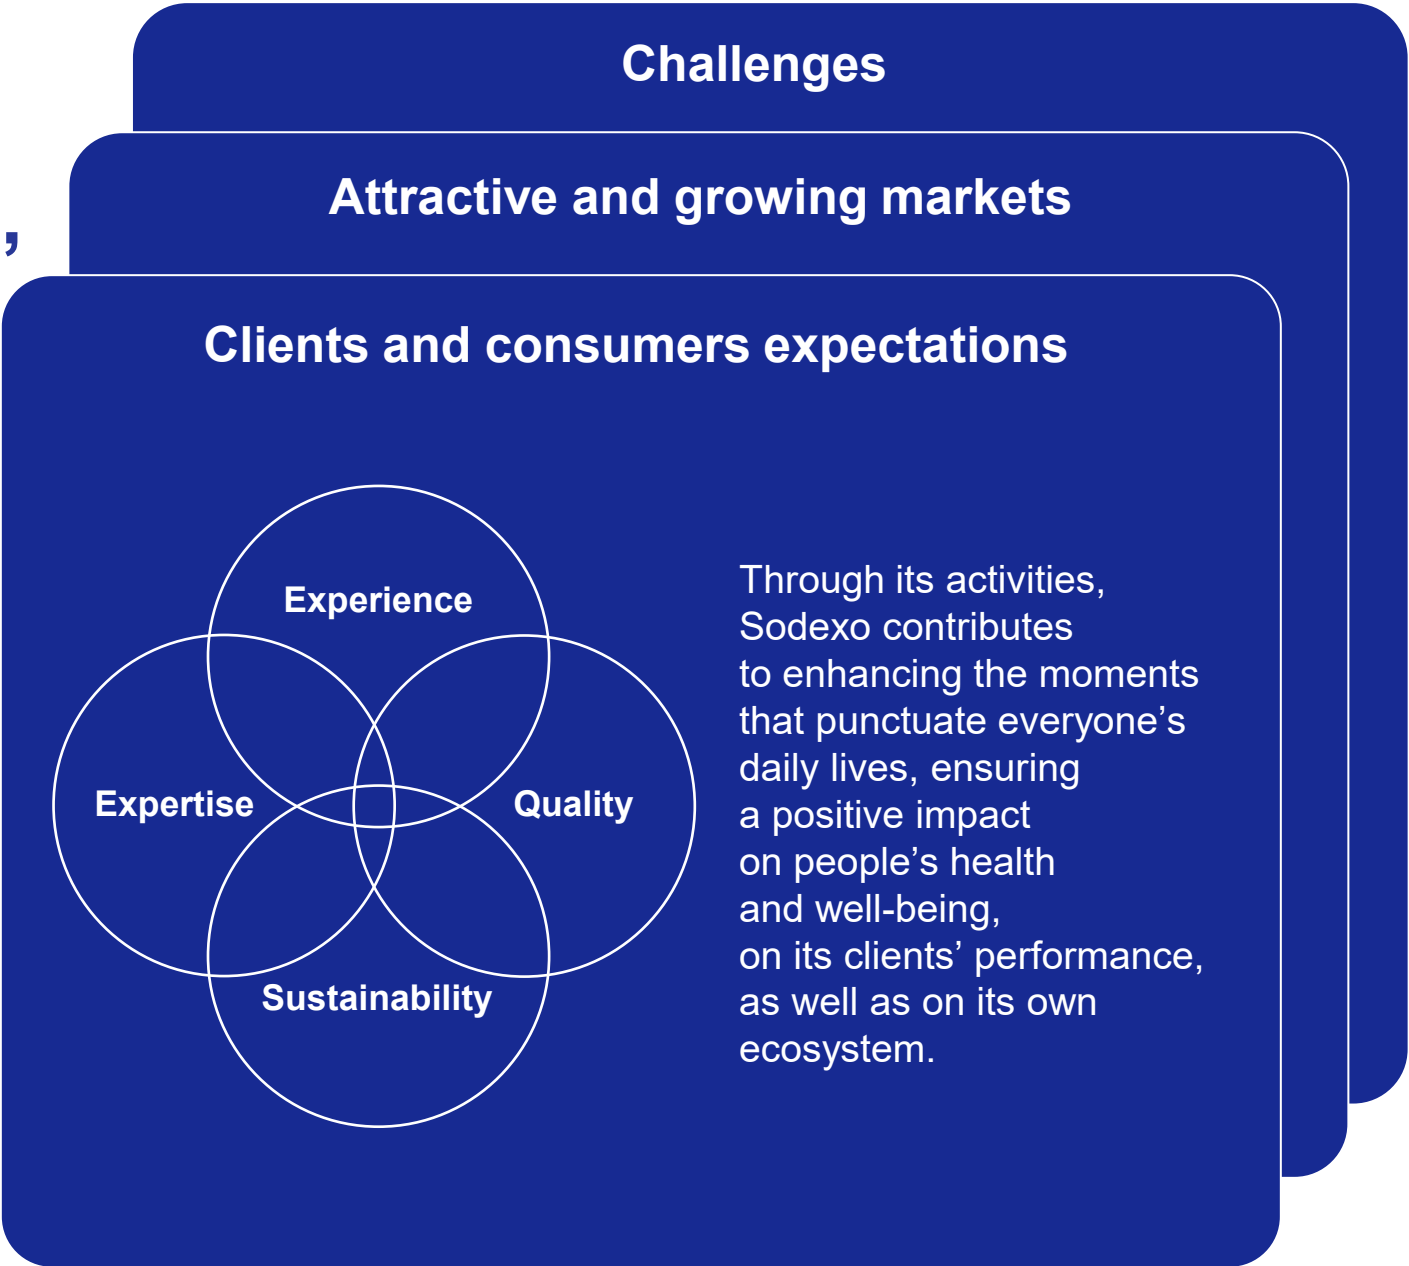 Challenges
Attractive and growing markets
,
Clients and consumers expectations
Experience
Expertise
Quality
Sustainability
Through its activities,
Sodexo contributes
to enhancing the moments
that punctuate everyone’s
daily lives, ensuring
a positive impact
on people’s health
and well-being,
on its clients’ performance,
as well as on its own
ecosystem.